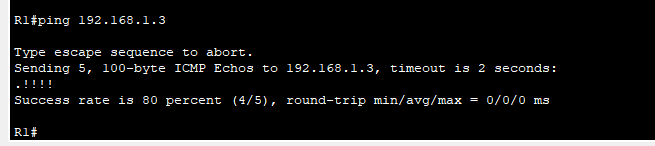 R1#ping 192.168.1.3
Type escape sequence to abort.
Sending 5, 100-byte ICMP Echos to 192.168.1.3, timeout is 2 seconds:
.!!!!
Success rate is 80 percent (4/5), round-trip min/avg/max = 0/0/0 ms
R1#